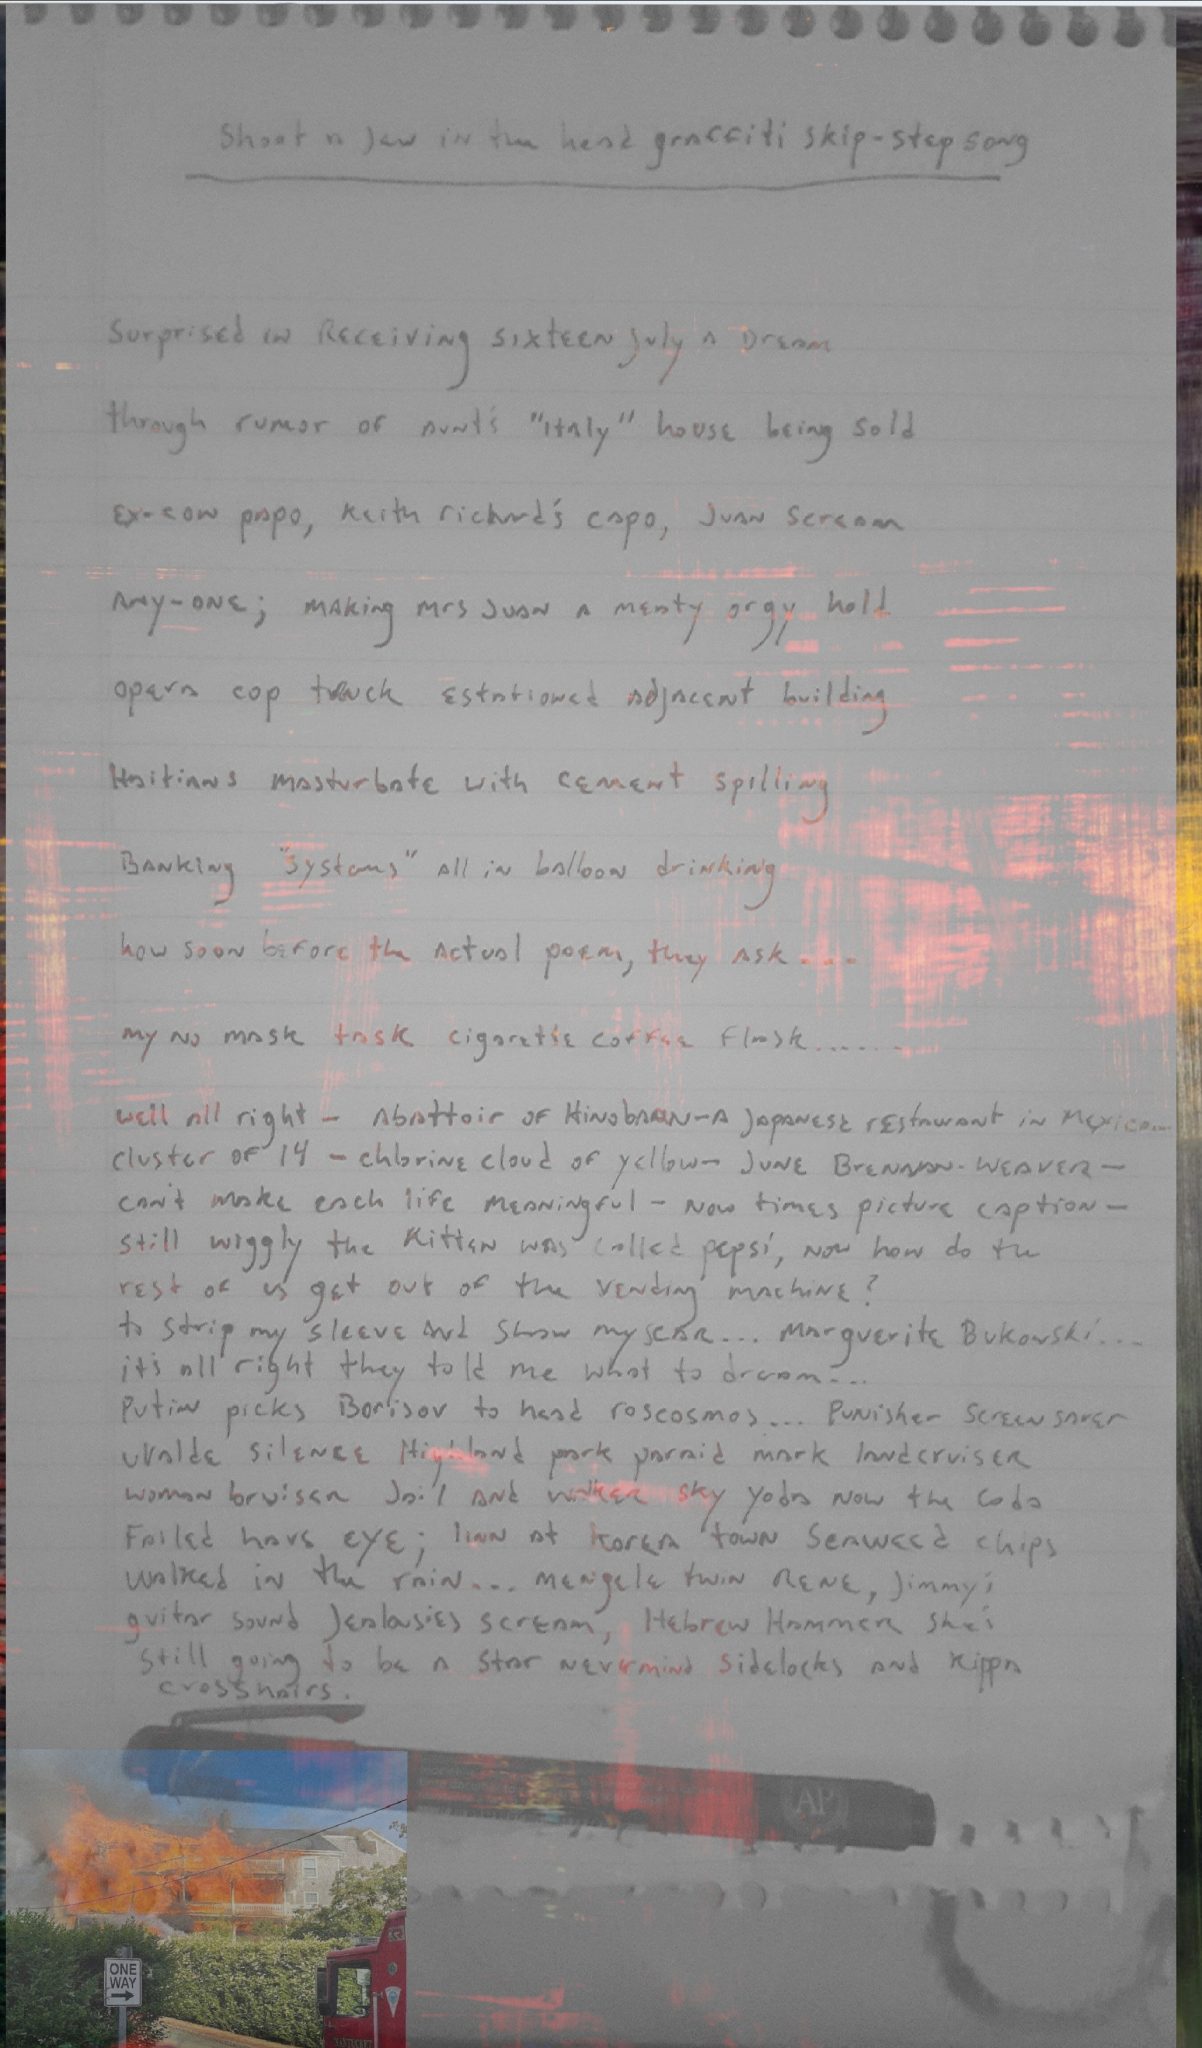 Shoot a Jew in the head graffiti skip-step song
Surprised in Receiving sixteen July a Dream
through rumor of aunt's "Italy" house being sold
ex-con papo, Keith richard's capo, Juan scream
Any-one; making Mrs Juan a meaty orgy hold
opera cop truck estationed adjacent building
Haitians masturbate with cement spilling
Banking "systems" all in balloon drinking
how soon before the actual poem, they ask....
my no mask task cigarette coffee flask......
well all right - Abattoir of Hinobaan-a Japanese restaurant in Mexico...
cluster of 14 - chlorine cloud of yellow - June Brennan-Weaver -
can't make each life meaningful - Now times picture caption -
still wiggly the Kitten was called pepsi, now how do the
rest of us get out of the vending machine?
to strip my sleeve and show my scar... Marguerite Bukowski....
it's all right they told me what to dream...
Putin picks Borisov to head roscosmos... Punisher screensaver
uvalde silence Highland park paraid mark landcruiser
woman bruiser Jail and sky yoda now the coda
Failed havs eye; linn at Korea town seaweed chips
walked in the rain... mengele twin Rene, Jimmy's
guitar sound Jealousies scream, Hebrew Hammer she's
still going to be a star nevermind sidelocks and Kippa
crosshairs.
AP
ONE
WAY
NANTUCKET